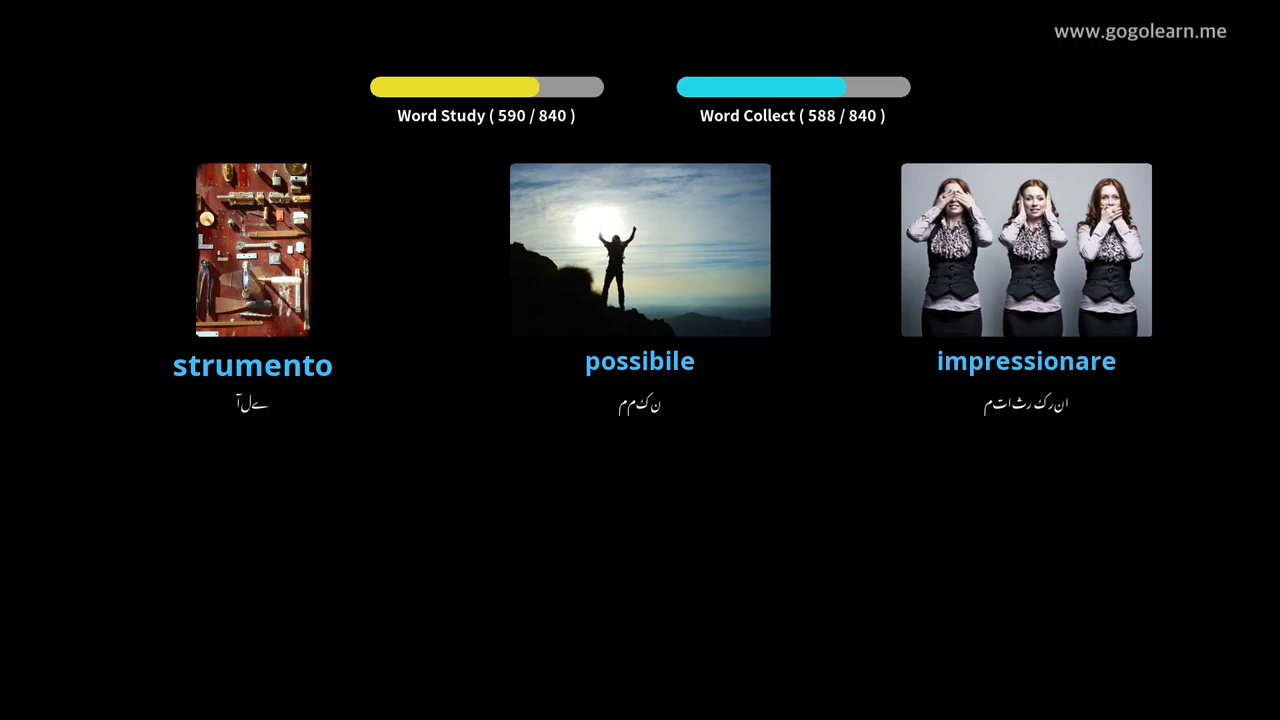 www.gogolearn.me
Word Study ( 590 / 840 )
Word Collect ( 588 / 840 )
strumento
possibile
impressionare
آلے
ممکن
متاثر کرنا